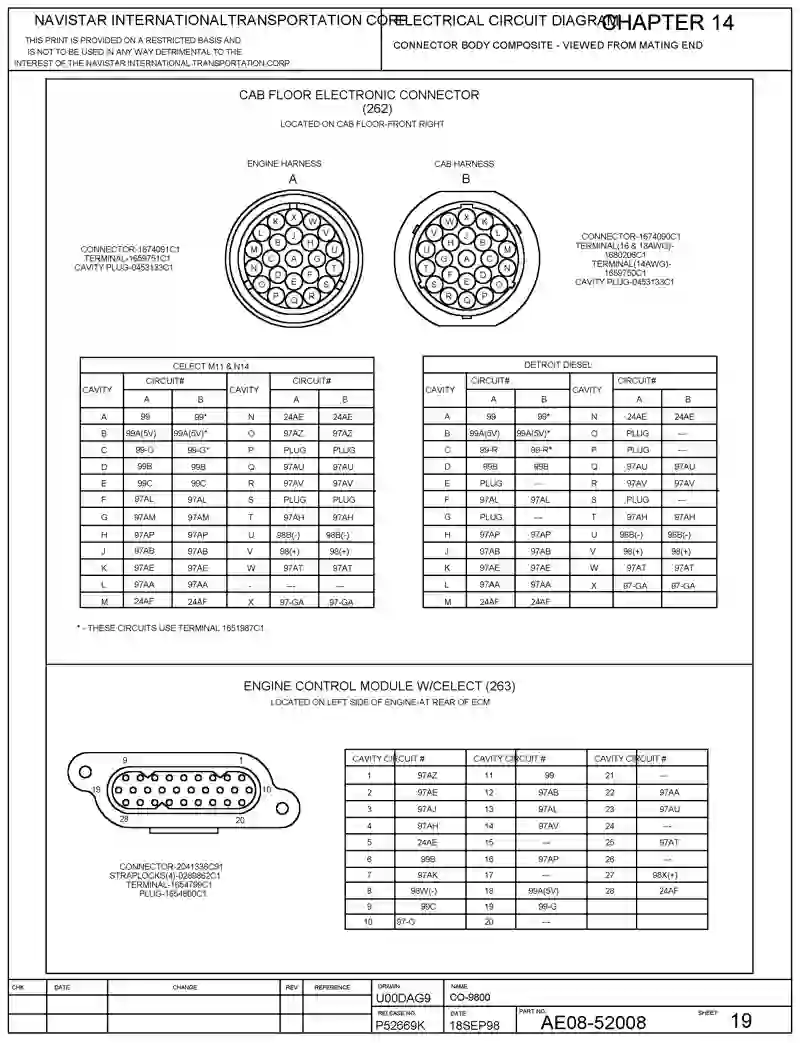 NAVISTAR INTERNATIONALTRANSPORTATION CORP
THIS PRINT IS PROVIDED ON A RESTRICTED BASIS AND
IS NOT TO BE USED IN ANY WAY DETRIMENTAL TO THE
INTEREST OF THE NAVISTAR INTERNATIONAL TRANSPORTATION CORP
ELECTRICAL CIRCUIT DIAGRAM
CHAPTER 14
CONNECTOR BODY COMPOSITE - VIEWED FROM MATING END
CAB FLOOR ELECTRONIC CONNECTOR
(262)
LOCATED ON CAB FLOOR-FRONT RIGHT
ENGINE HARNESS
A
CAB HARNESS
B
CONNECTOR-1674091C1
TERMINAL-1659751C1
CAVITY PLUG-0453133C1
X
K W
J
L V
B H
M U
C A G
N T
D F
E
O S
P R
Q
CONNECTOR-1674090C1
TERMINAL(16 & 18AWG)-
1680206C1
TERMINAL(14AWG)-
1659750C1
CAVITY PLUG-0453133C1
X
W K
J
V L
H B
U M
G A C
T N
F D
E
S O
R P
Q
CELECT M11 & N14
CAVITY CIRCUIT# CAVITY CIRCUIT#
A B A B
A 99 99* N 24AE 24AE
B 99A(5V) 99A(5V)* O 97AZ 97AZ
C 99-G 99-G* P PLUG PLUG
D 99B 99B Q 97AU 97AU
E 99C 99C R 97AV 97AV
F 97AL 97AL S PLUG PLUG
G 97AM 97AM T 97AH 97AH
H 97AP 97AP U 98B(-) 98B(-)
J 97AB 97AB V 98(+) 98(+)
K 97AE 97AE W 97AT 97AT
L 97AA 97AA - --- ---
M 24AF 24AF X 97-GA 97-GA
* - THESE CIRCUITS USE TERMINAL 1651987C1
DETROIT DIESEL
CAVITY CIRCUIT# CAVITY CIRCUIT#
A B A B
A 99 99* N 24AE 24AE
B 99A(5V) 99A(5V)* O PLUG ---
C 99-R 99-R* P PLUG ---
D 99B 99B Q 97AU 97AU
E PLUG --- R 97AV 97AV
F 97AL 97AL S PLUG ---
G PLUG --- T 97AH 97AH
H 97AP 97AP U 98B(-) 98B(-)
J 97AB 97AB V 98(+) 98(+)
K 97AE 97AE W 97AT 97AT
L 97AA 97AA X 97-GA 97-GA
M 24AF 24AF
ENGINE CONTROL MODULE W/CELECT (263)
LOCATED ON LEFT SIDE OF ENGINE-AT REAR OF ECM
9 1
19 10
28 20
CONNECTOR-2041336C91
STRAPLOCKS(4)-0289862C1
TERMINAL-1654799C1
PLUG-1654800C1
CAVITY CIRCUIT # CAVITY CIRCUIT # CAVITY CIRCUIT #
1 97AZ 11 99 21 ---
2 97AE 12 97AB 22 97AA
3 97AJ 13 97AL 23 97AU
4 97AH 14 97AV 24 ---
5 24AE 15 --- 25 97AT
6 99B 16 97AP 26 ---
7 97AK 17 --- 27 98X(+)
8 98W(-) 18 99A(5V) 28 24AF
9 99C 19 99-G
10 97-G 20 ---
CHK DATE CHANGE REV REFERENCE
DRAWN
U00DAG9
NAME
CO-9800
RELEASE NO.
P52669K
DATE
18SEP98
PART NO.
AE08-52008
SHEET
19